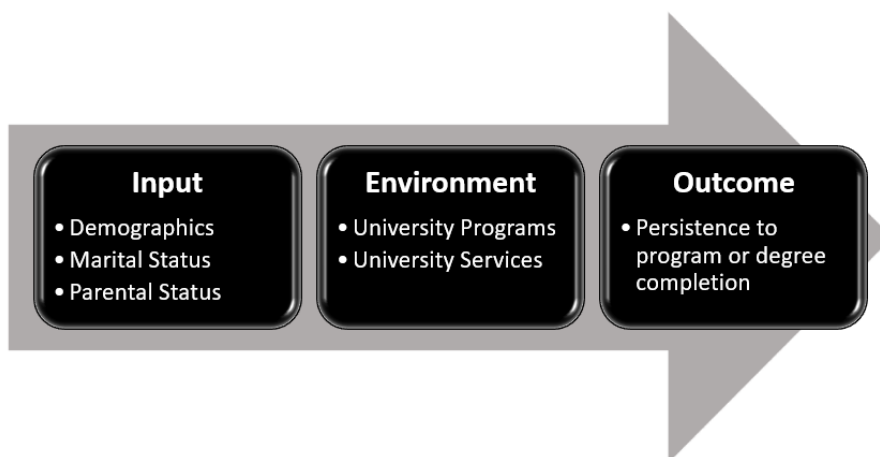 Input
• Demographics
• Marital Status
• Parental Status
Environment
• University Programs
• University Services
Outcome
• Persistence to
program or degree
completion